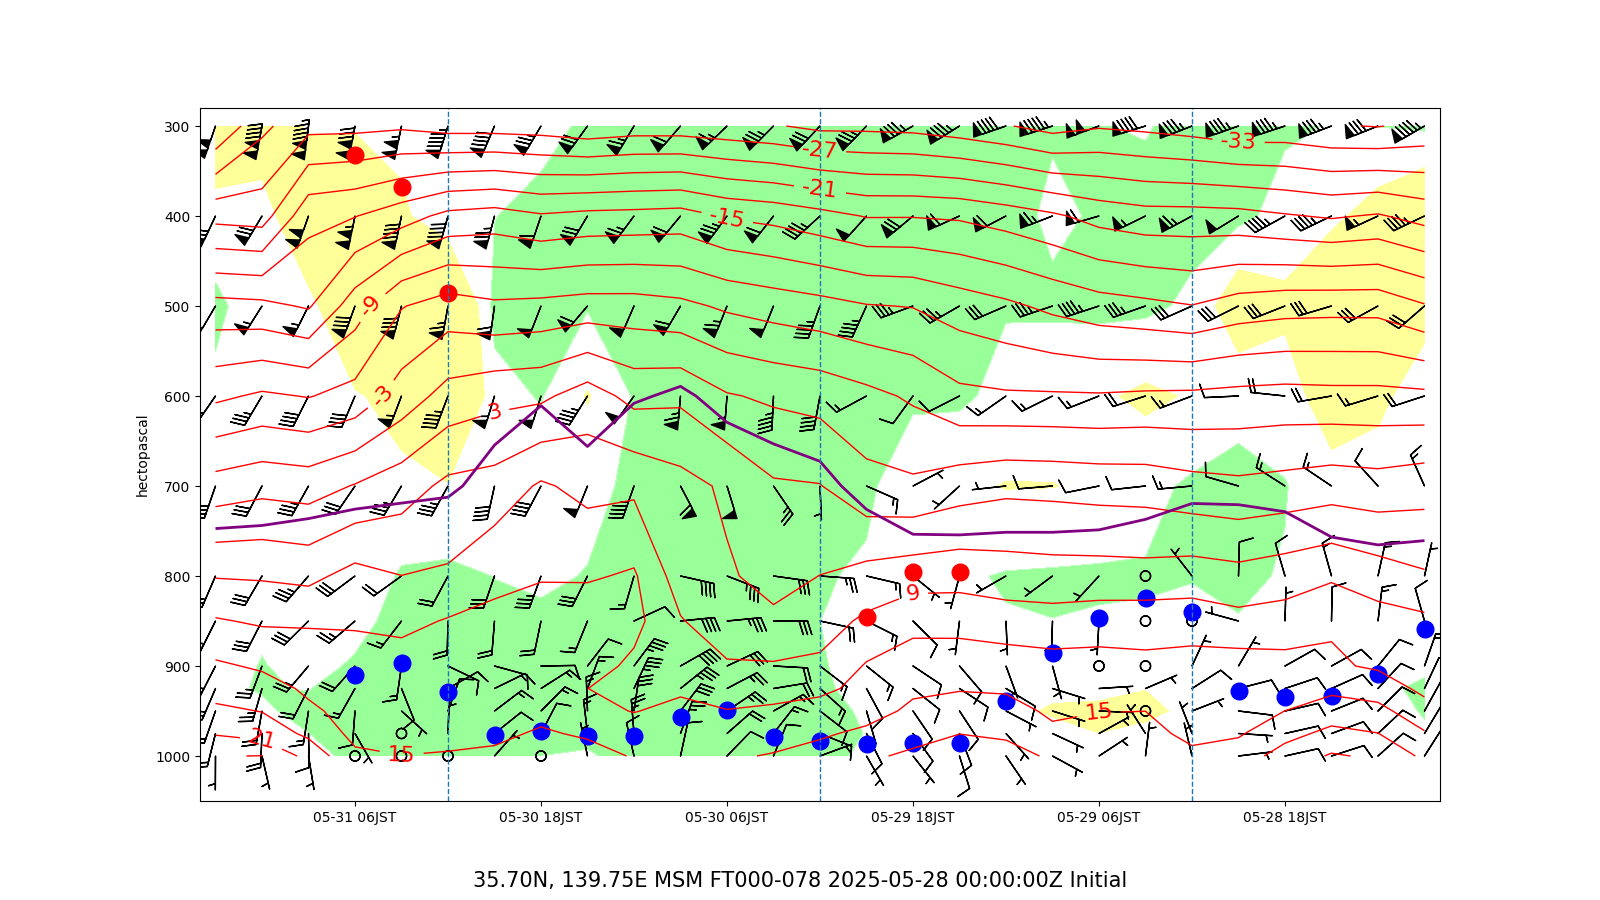 300
400
500
600
700
800
900
1000
hectopascal
-33
-27
-21
-15
-9
-3
3
9
15
21
15
05-31 06JST
05-30 18JST
05-30 06JST
05-29 18JST
05-29 06JST
05-28 18JST
35.70N, 139.75E MSM FT000-078 2025-05-28 00:00:00Z Initial